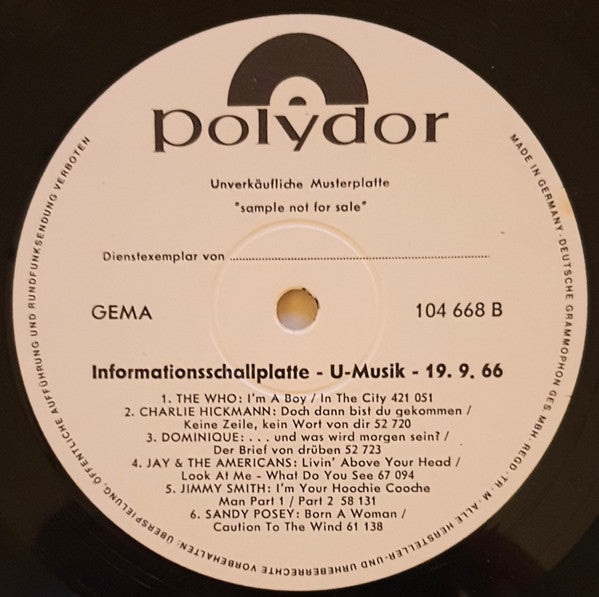 polydor
Unverkäufliche Musterplatte
"sample not for sale"
Dienstexemplar von
GEMA
104 668 B
Informationsschallplatte - U-Musik - 19. 9. 66
1. THE WHO: I'm A Boy / In The City 421 051
2. CHARLIE HICKMANN: Doch dann bist du gekommen /
Keine Zeile, kein Wort von dir 52 720
3. DOMINIQUE: . . . und was wird morgen sein? /
Der Brief von drüben 52 723
4. JAY & THE AMERICANS: Livin' Above Your Head /
Look At Me - What Do You See 67 094
5. JIMMY SMITH: I'm Your Hoochie Cooche
Man Part 1 / Part 2 58 131
6. SANDY POSEY: Born A Woman /
Caution To The Wind 61 138
MADE IN GERMANY · DEUTSCHE GRAMMOPHON GES MBH · REGD. TR. M. ALLE HERSTELLER- UND URHEBERRECHTE VORBEHALTEN: ÜBERSPIELUNG, ÖFFENTLICHE AUFFÜHRUNG UND RUNDFUNKSENDUNG VERBOTEN